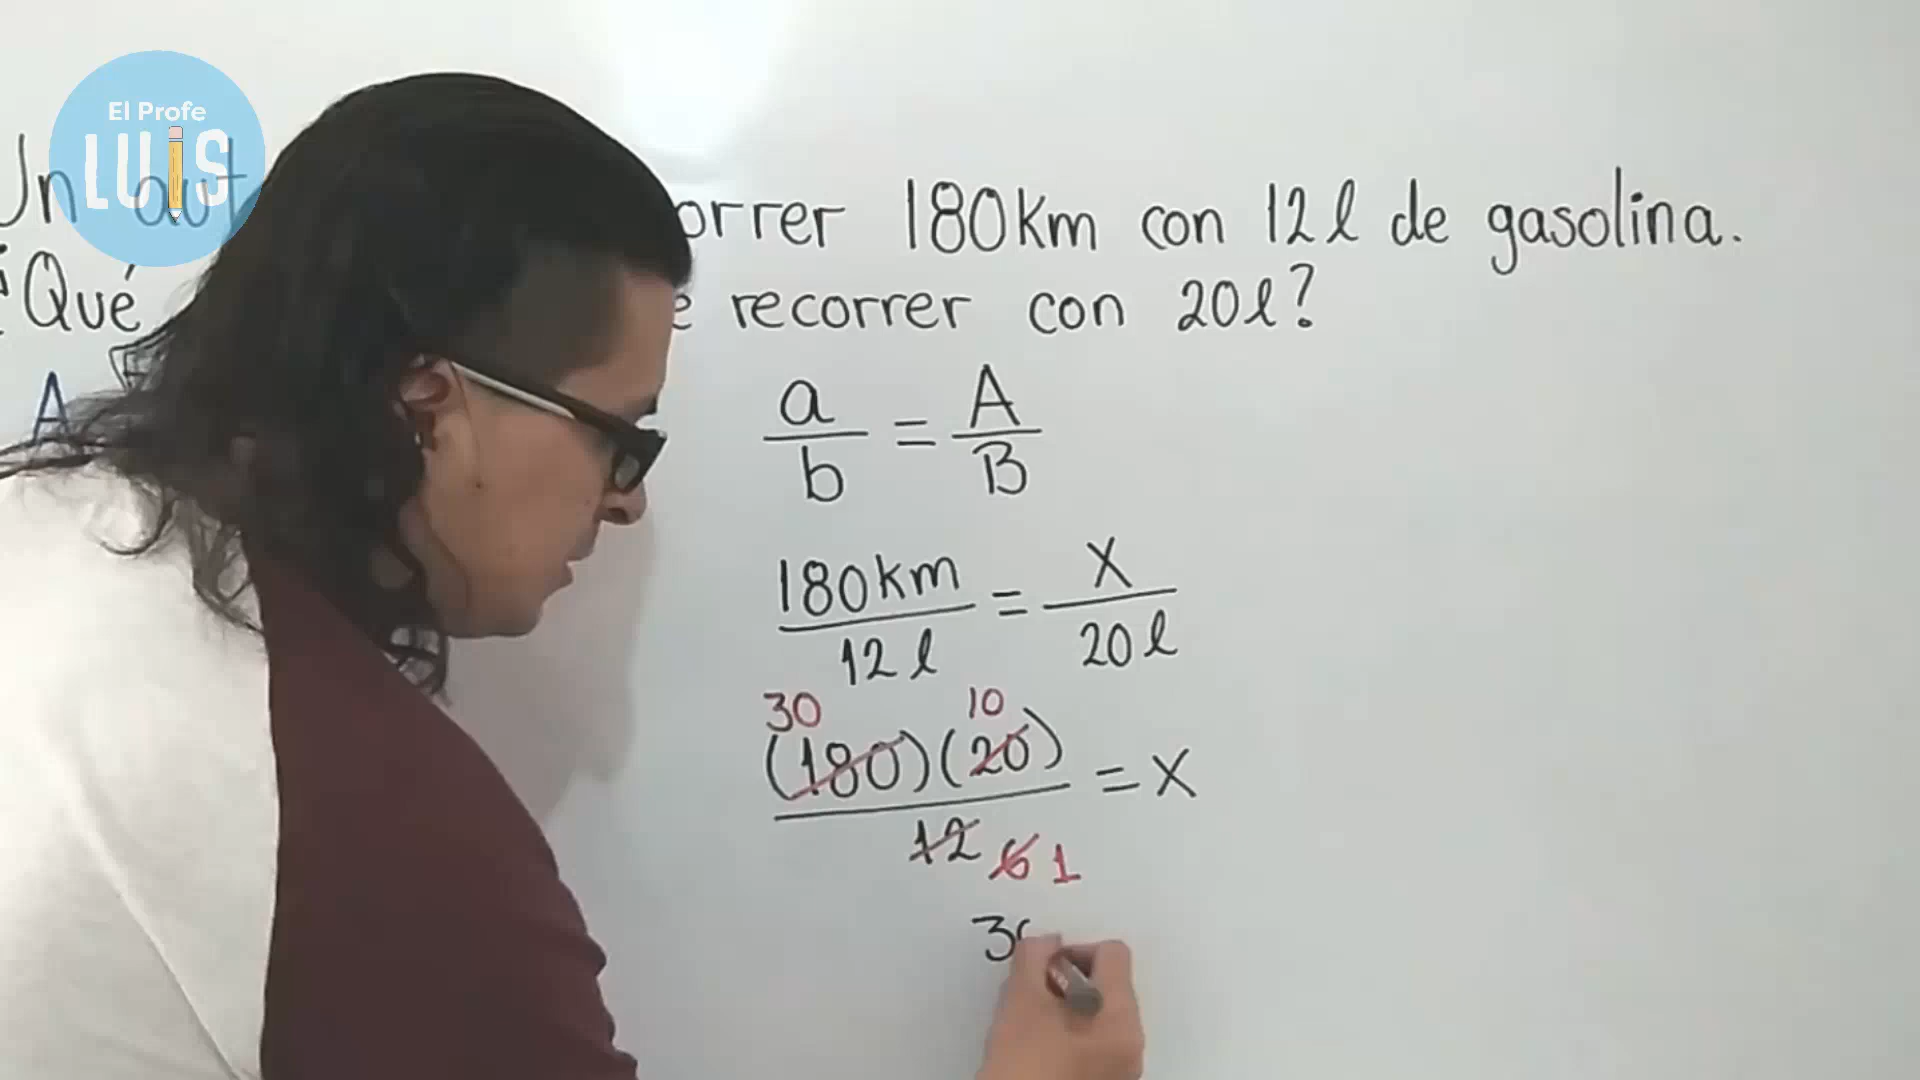 El Profe
LUIS
Un aut orrer 180km con 12l de gasolina.
¿Qué e recorrer con 20l?
A
a/b = A/B
180km/12l = x/20l
30 10
(180)(20)/12 = x
6 1
30